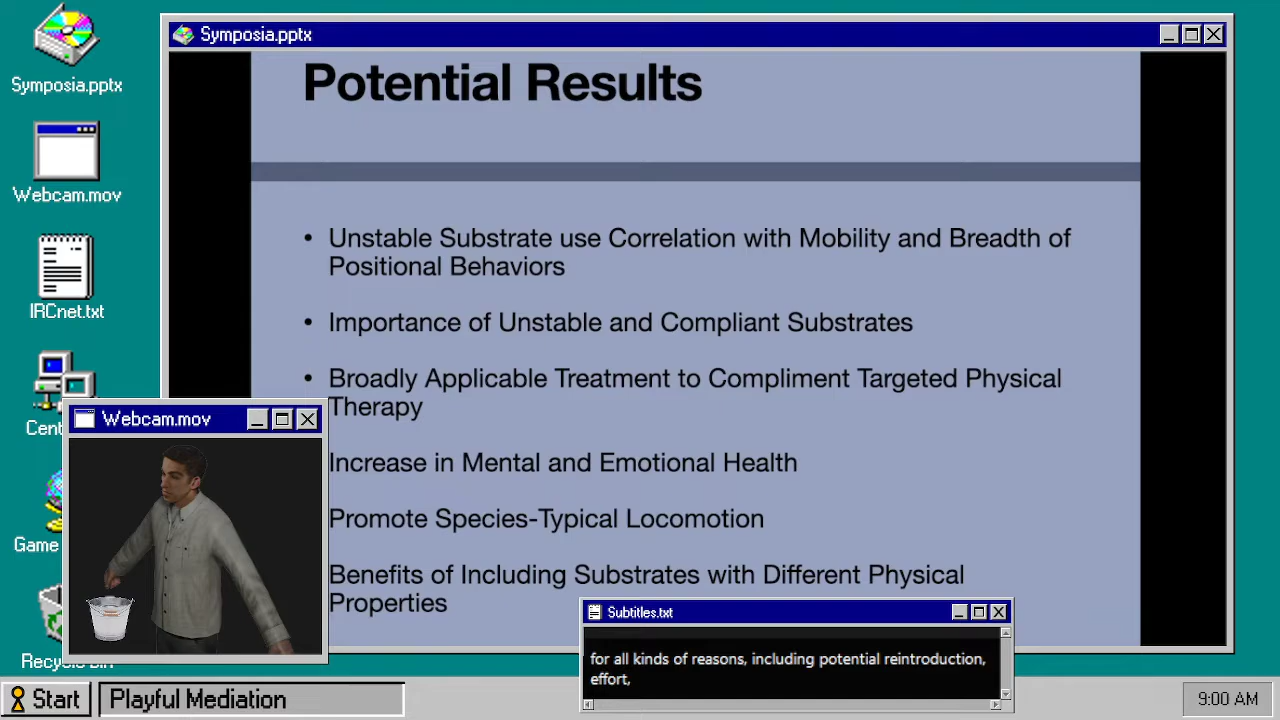 Symposia.pptx
Symposia.pptx
Potential Results
Webcam.mov
• Unstable Substrate use Correlation with Mobility and Breadth of
Positional Behaviors
IRCnet.txt
• Importance of Unstable and Compliant Substrates
• Broadly Applicable Treatment to Compliment Targeted Physical
Therapy
Cent
Webcam.mov
Increase in Mental and Emotional Health
Promote Species-Typical Locomotion
Game
Benefits of Including Substrates with Different Physical
Properties
Subtitles.txt
for all kinds of reasons, including potential reintroduction,
effort,
Start
Playful Mediation
9:00 AM